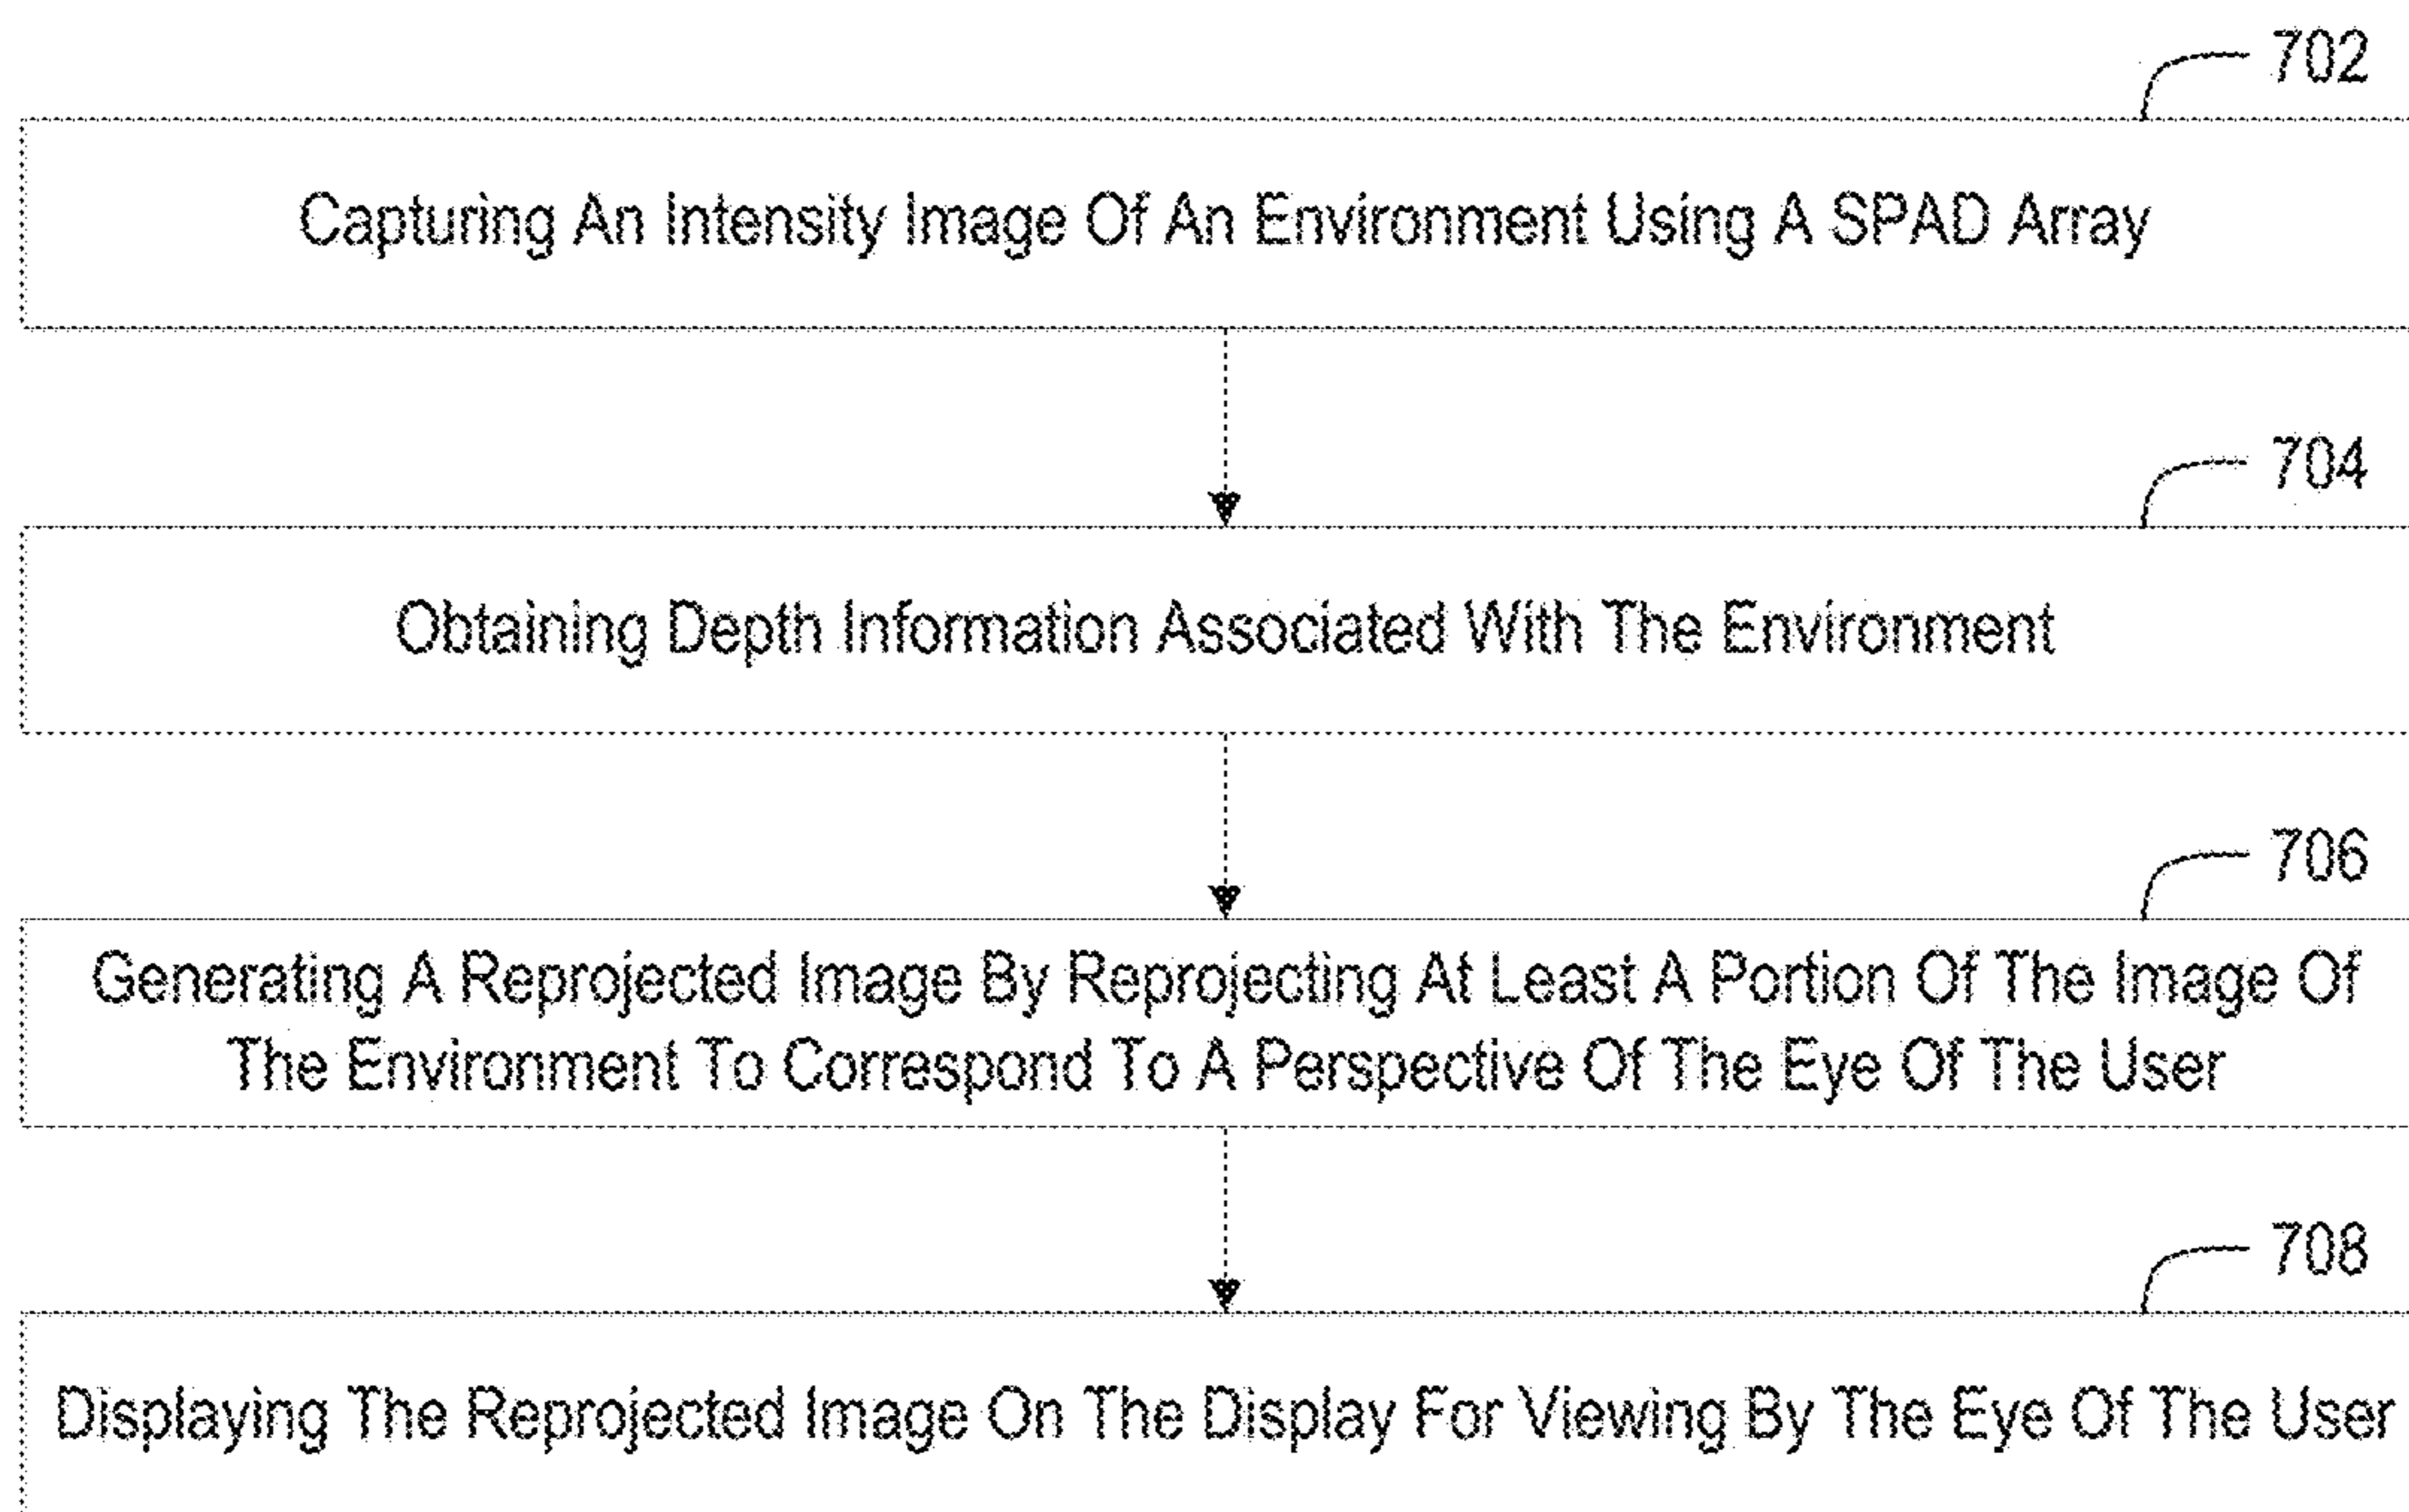 702
Capturing An Intensity Image Of An Environment Using A SPAD Array
704
Obtaining Depth Information Associated With The Environment
706
Generating A Reprojected Image By Reprojecting At Least A Portion Of The Image Of
The Environment To Correspond To A Perspective Of The Eye Of The User
708
Displaying The Reprojected Image On The Display For Viewing By The Eye Of The User